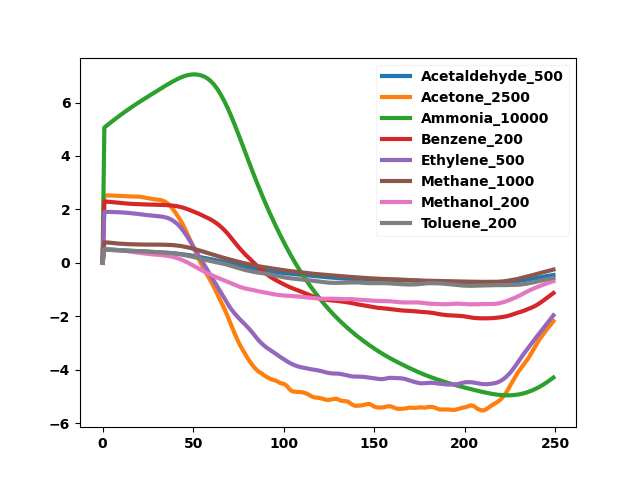 Acetaldehyde_500
Acetone_2500
Ammonia_10000
Benzene_200
Ethylene_500
Methane_1000
Methanol_200
Toluene_200
6
4
2
0
−2
−4
−6
0 50 100 150 200 250